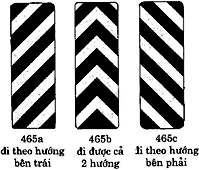 465a 465b 465c
đi theo hướng đi được cả đi theo hướng
bên trái 2 hướng bên phải